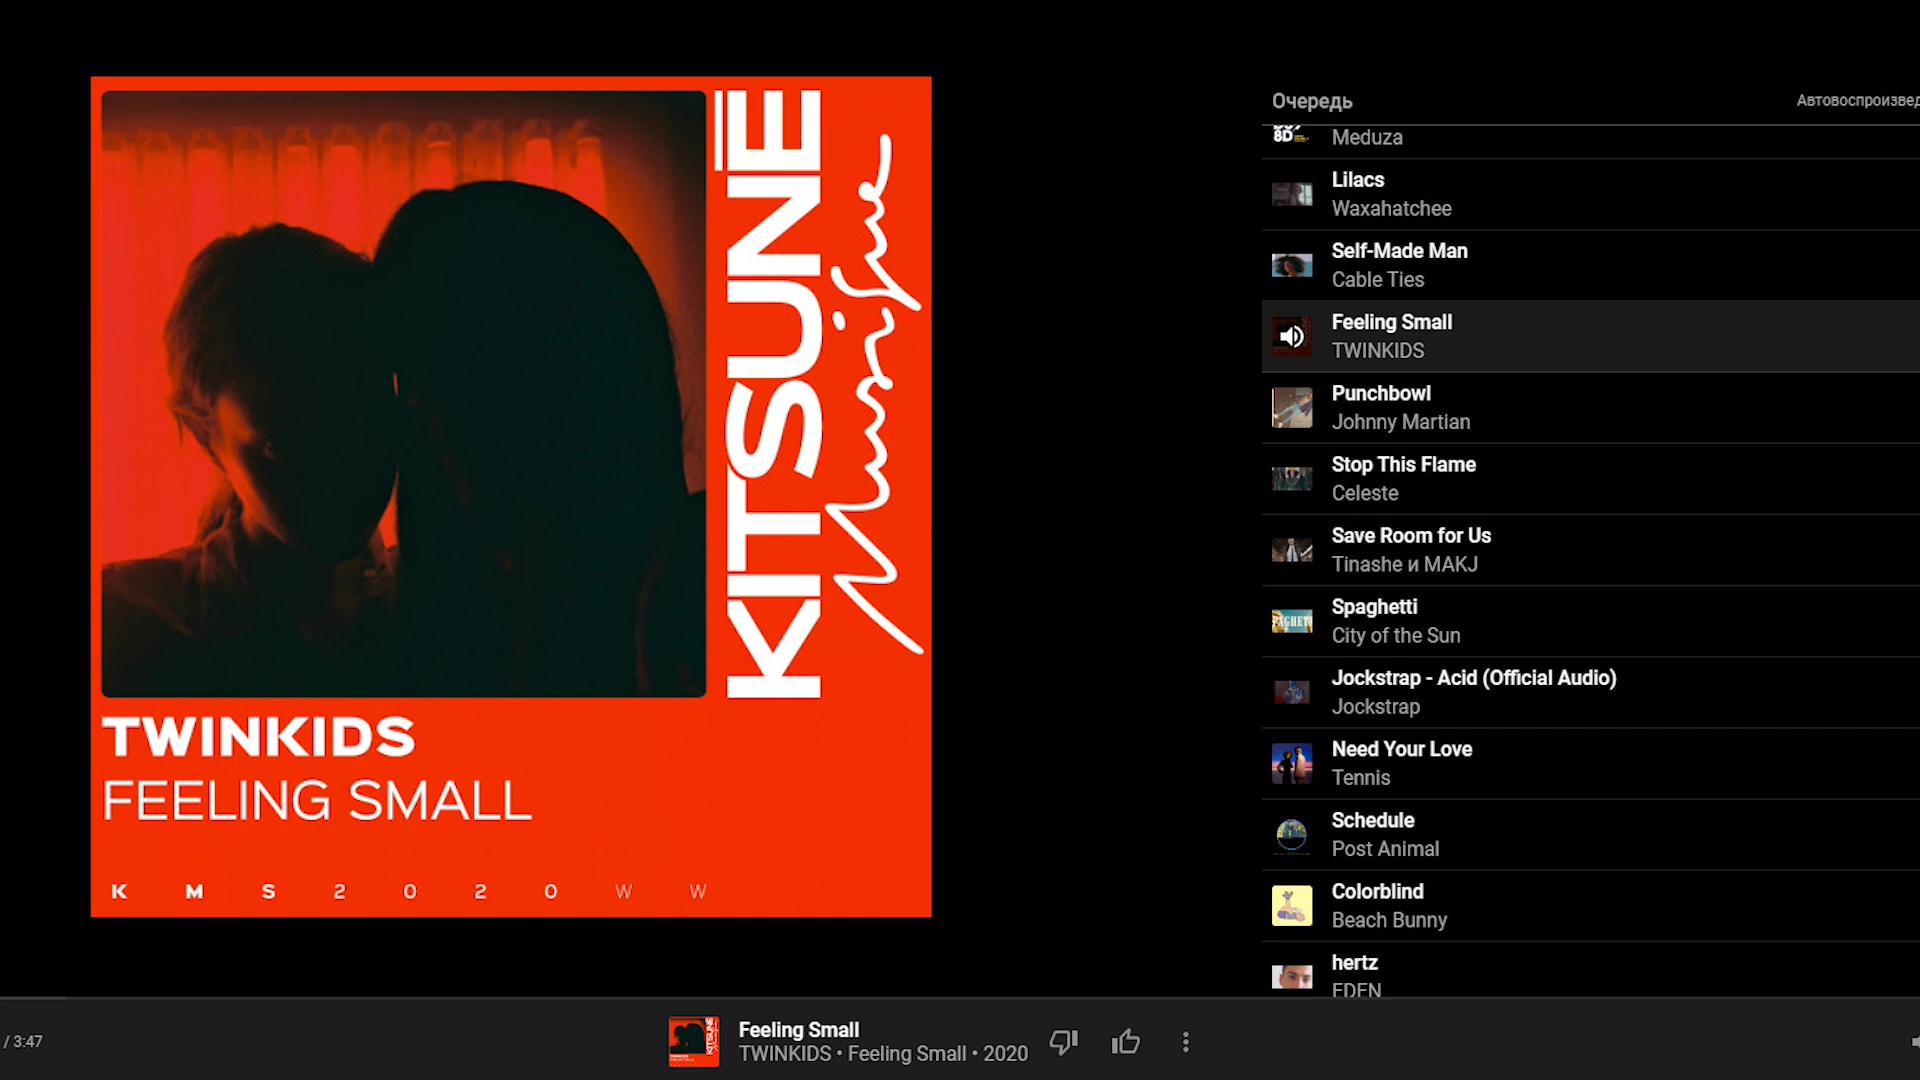 KITSUNĒ
Musique
TWINKIDS
FEELING SMALL
K M S 2 0 2 0 W W
Очередь
Meduza
Lilacs
Waxahatchee
Self-Made Man
Cable Ties
Feeling Small
TWINKIDS
Punchbowl
Johnny Martian
Stop This Flame
Celeste
Save Room for Us
Tinashe и MAKJ
Spaghetti
City of the Sun
Jockstrap - Acid (Official Audio)
Jockstrap
Need Your Love
Tennis
Schedule
Post Animal
Colorblind
Beach Bunny
hertz
EDEN
/ 3:47
Feeling Small
TWINKIDS • Feeling Small • 2020